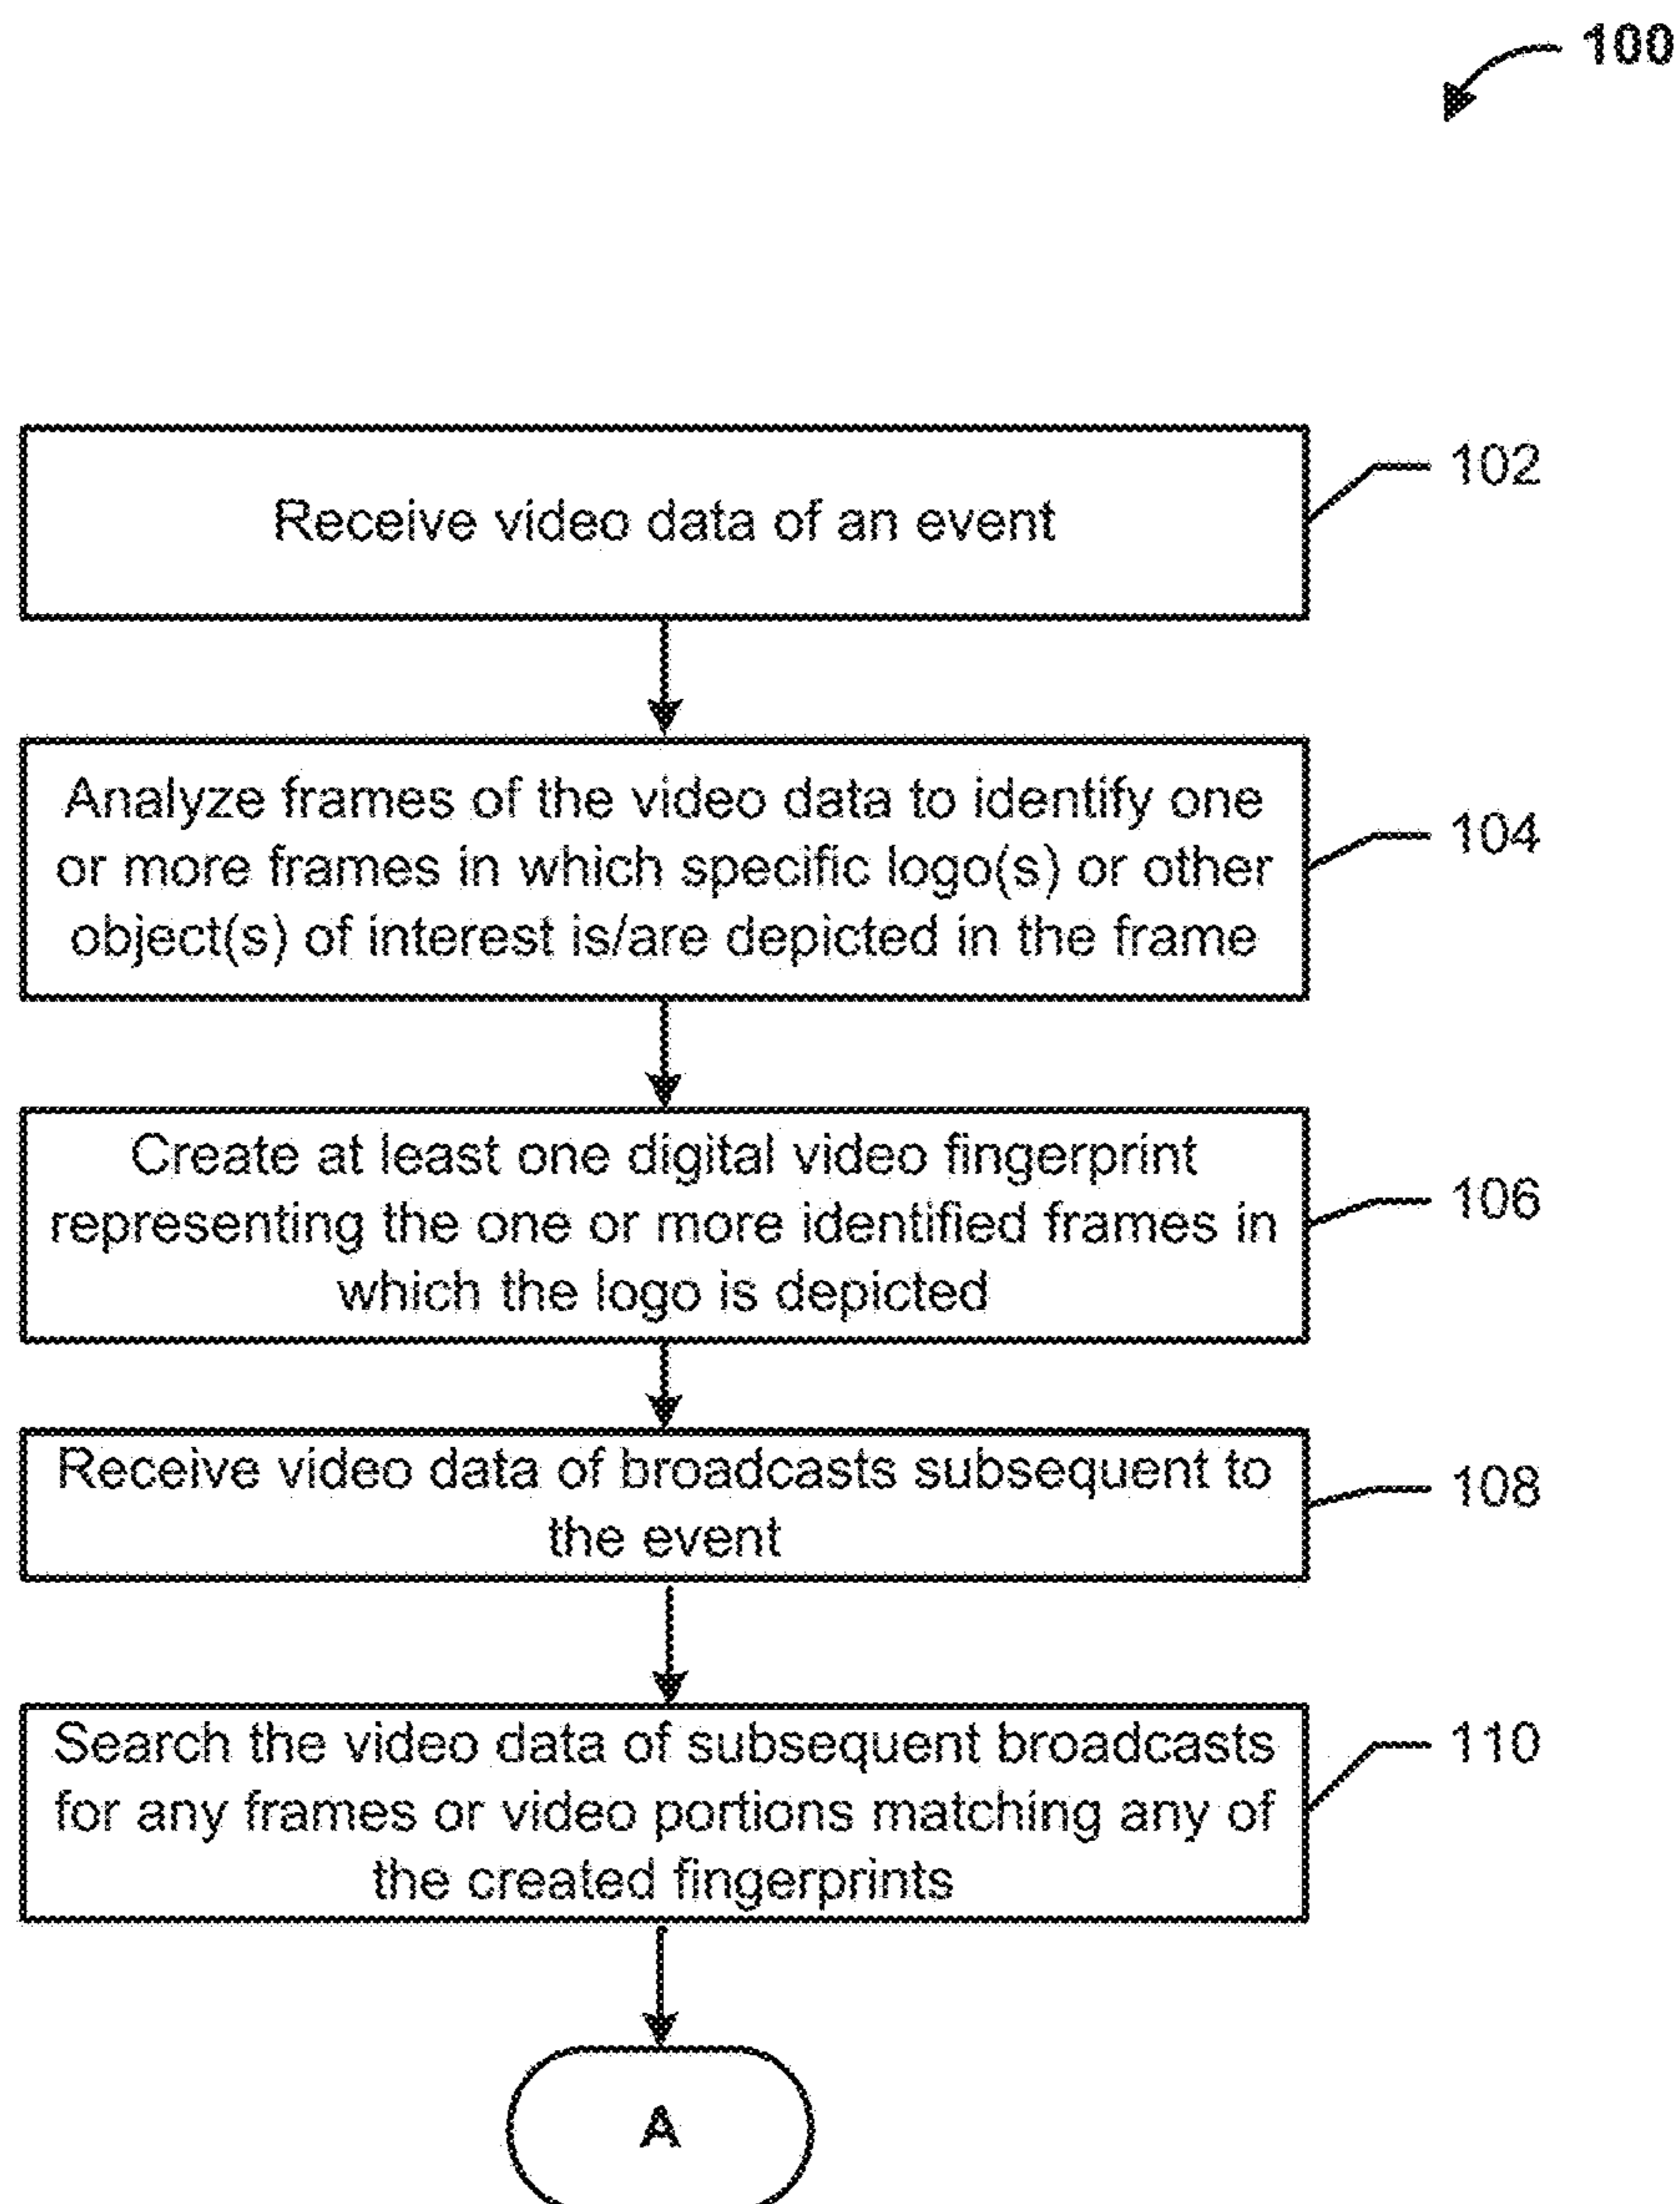 100
Receive video data of an event
102
Analyze frames of the video data to identify one
or more frames in which specific logo(s) or other
object(s) of interest is/are depicted in the frame
104
Create at least one digital video fingerprint
representing the one or more identified frames in
which the logo is depicted
106
Receive video data of broadcasts subsequent to
the event
108
Search the video data of subsequent broadcasts
for any frames or video portions matching any of
the created fingerprints
110
A